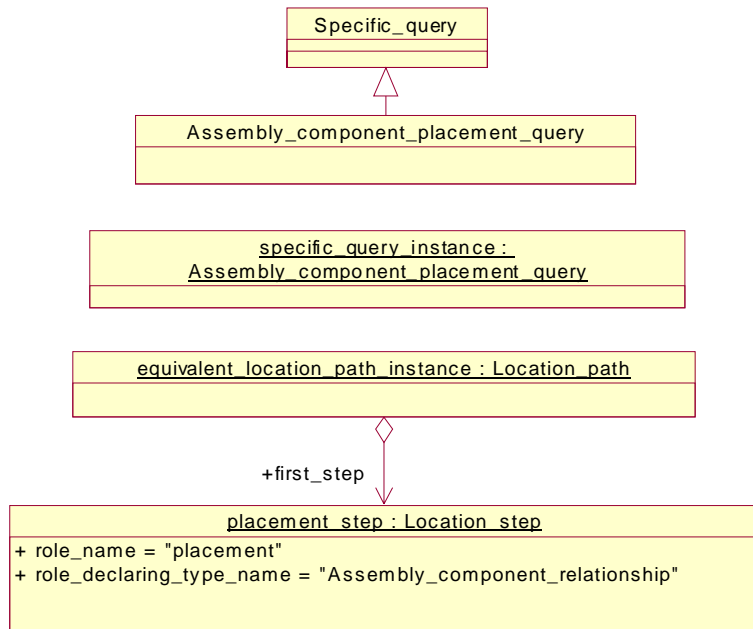 Specific_query
Assembly_component_placement_query
specific_query_instance :
Assembly_component_placement_query
equivalent_location_path_instance : Location_path
+first_step
placement_step : Location_step
+ role_name = "placement"
+ role_declaring_type_name = "Assembly_component_relationship"